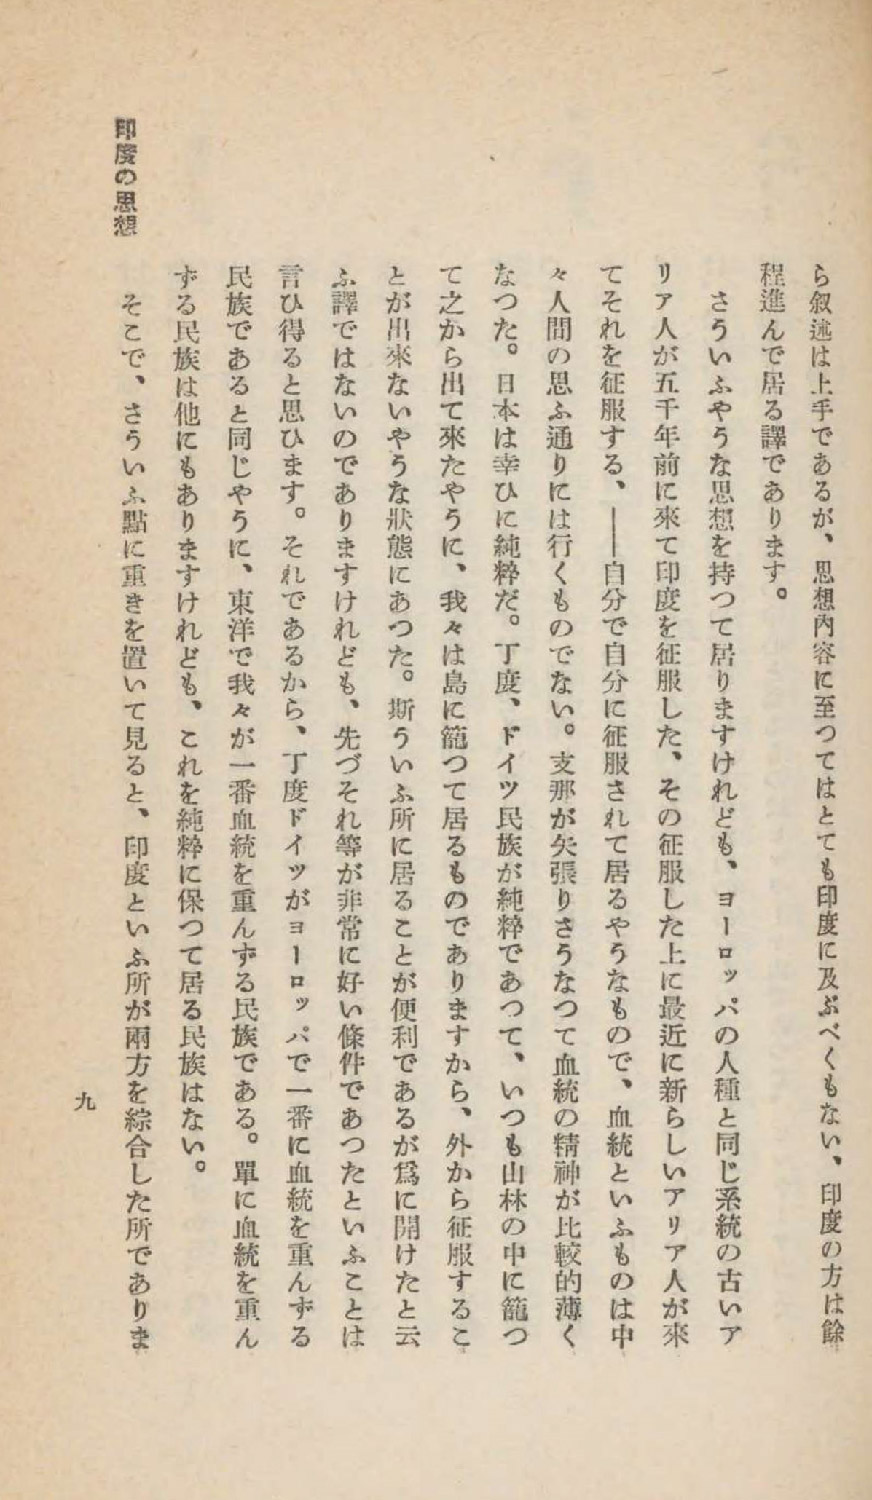 ら叙述は上手であるが、思想內容に至つてはとても印度に及ぶべくもない、印度の方は餘
程進んで居る譯であります。
さういふやうな思想を持つて居りますけれども、ヨーロッパの人種と同じ系統の古いア
リア人が五千年前に來て印度を征服した、その征服した上に最近に新らしいアリア人が來
てそれを征服する、――自分で自分に征服されて居るやうなもので、血統といふものは中
々人間の思ふ通りには行くものでない。支那が矢張りさうなつて血統の精神が比較的薄く
なつた。日本は幸ひに純粹だ。丁度、ドイツ民族が純粹であつて、いつも山林の中に籠つ
て之から出て來たやうに、我々は島に籠つて居るものでありますから、外から征服するこ
とが出來ないやうな狀態にあつた。斯ういふ所に居ることが便利であるが爲に開けたと云
ふ譯ではないのでありますけれども、先づそれ等が非常に好い條件であつたといふことは
言ひ得ると思ひます。それであるから、丁度ドイツがヨーロッパで一番に血統を重んずる
民族であると同じやうに、東洋で我々が一番血統を重んずる民族である。單に血統を重ん
ずる民族は他にもありますけれども、これを純粹に保つて居る民族はない。
そこで、さういふ點に重きを置いて見ると、印度といふ所が兩方を綜合した所でありま
印度の思想
九